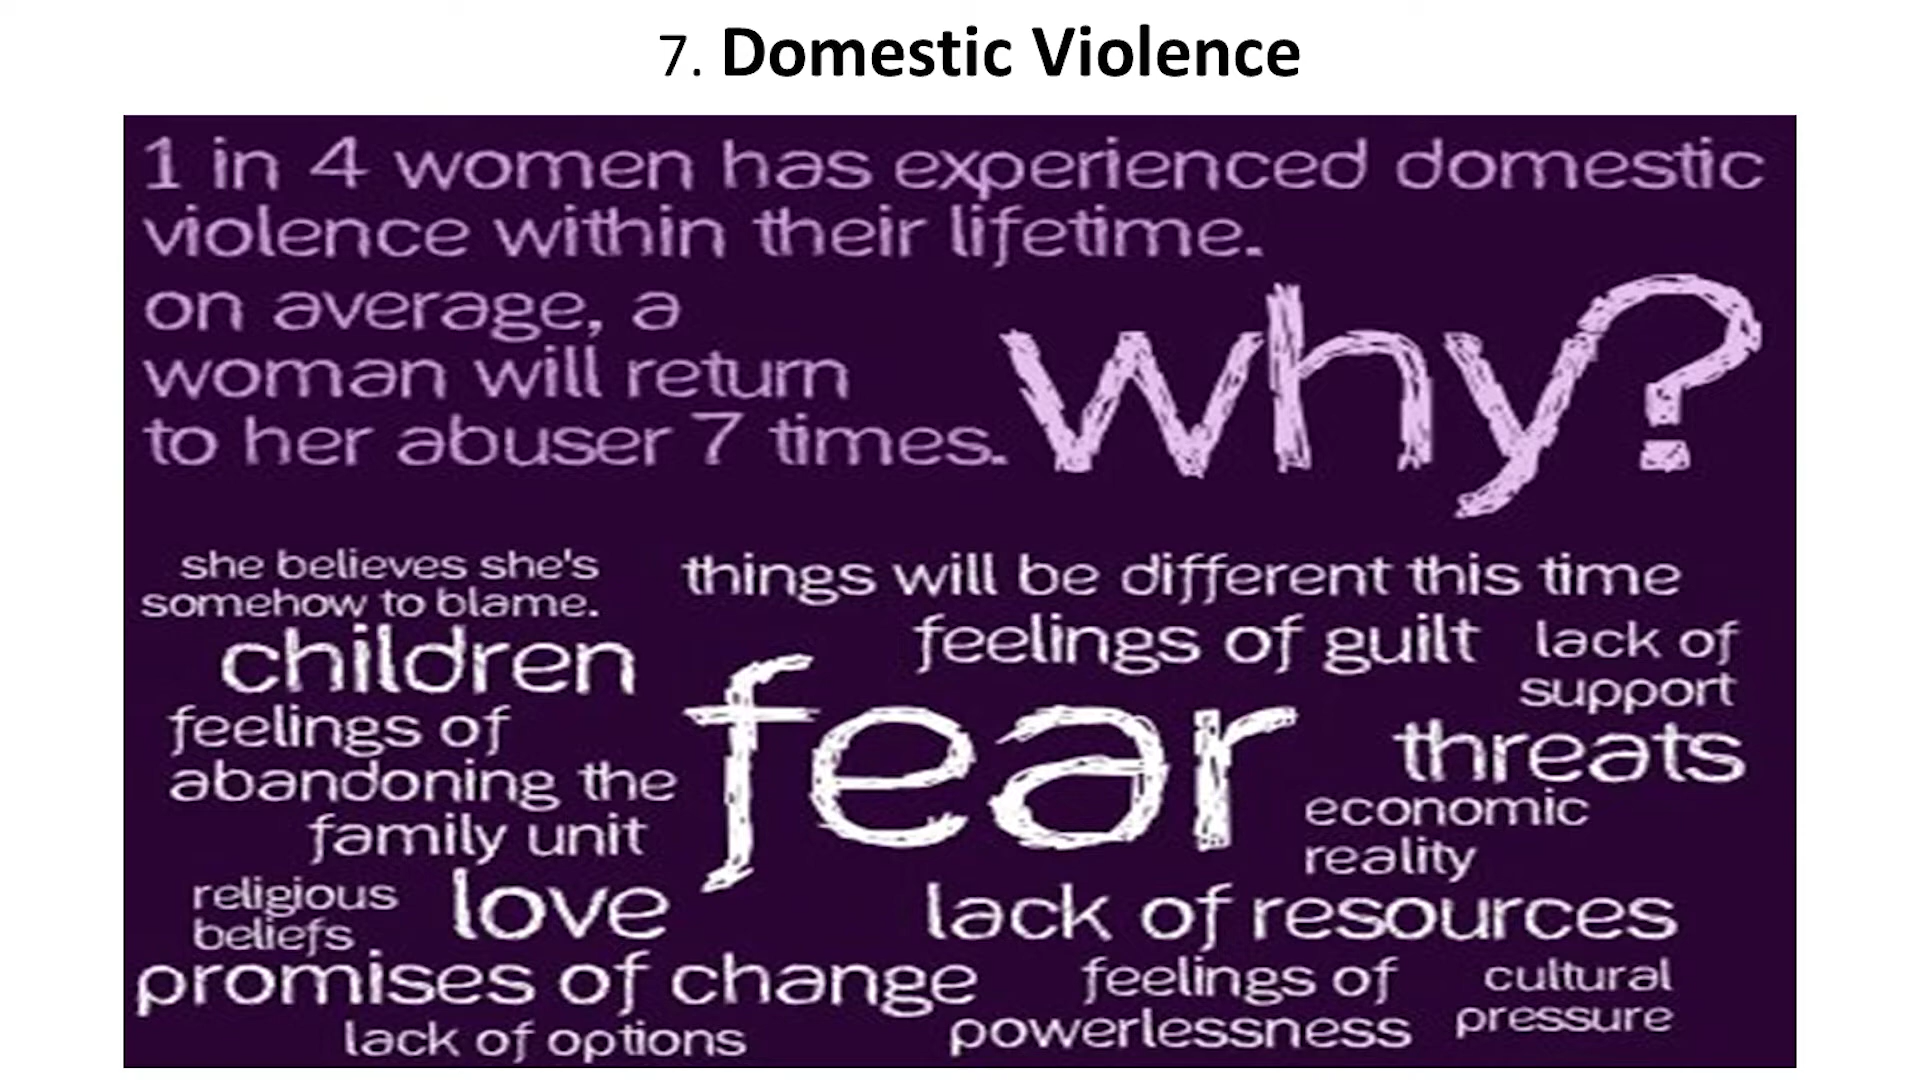 7. Domestic Violence
1 in 4 women has experienced domestic
violence within their lifetime.
on average, a
woman will return
to her abuser 7 times.
why?
she believes she's
somehow to blame.
things will be different this time
children
feelings of guilt
lack of
support
feelings of
abandoning the
family unit
fear
threats
economic
reality
religious
beliefs
love
lack of resources
promises of change
feelings of
powerlessness
cultural
pressure
lack of options